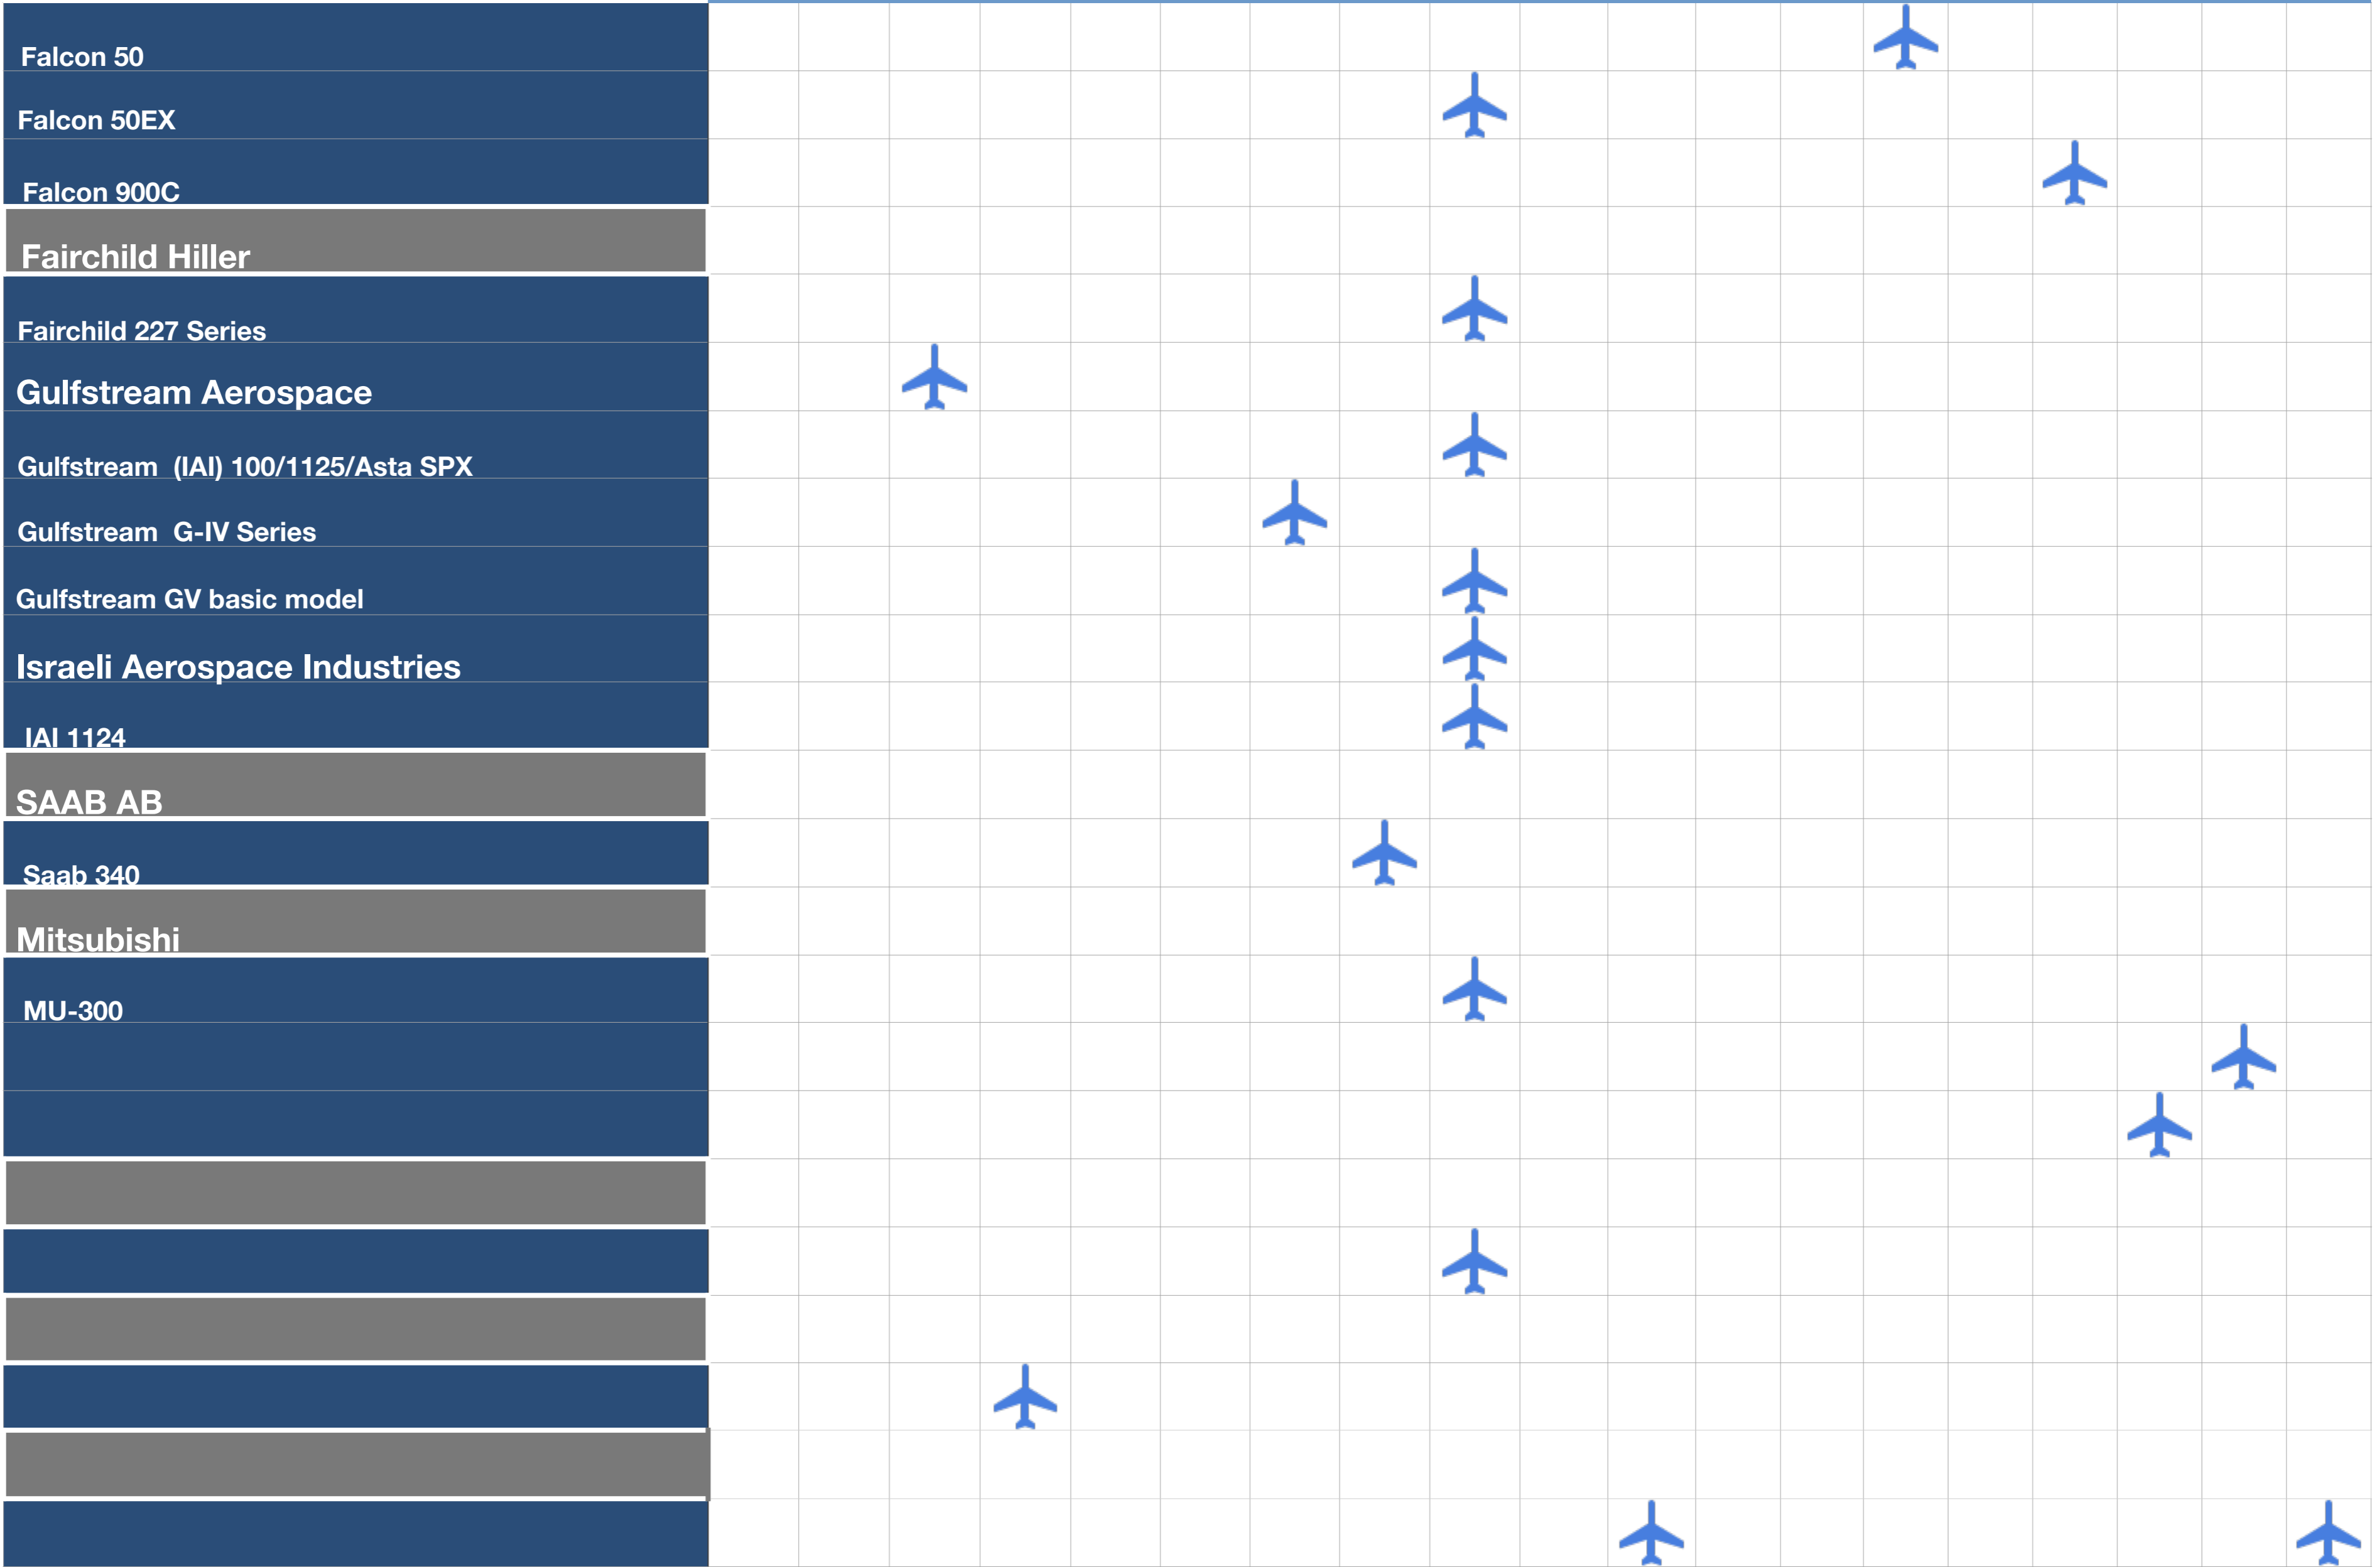 Falcon 50
Falcon 50EX
Falcon 900C
Fairchild Hiller
Fairchild 227 Series
Gulfstream Aerospace
Gulfstream  (IAI) 100/1125/Asta SPX
Gulfstream  G-IV Series
Gulfstream GV basic model
Israeli Aerospace Industries
IAI 1124
SAAB AB
Saab 340
Mitsubishi
MU-300